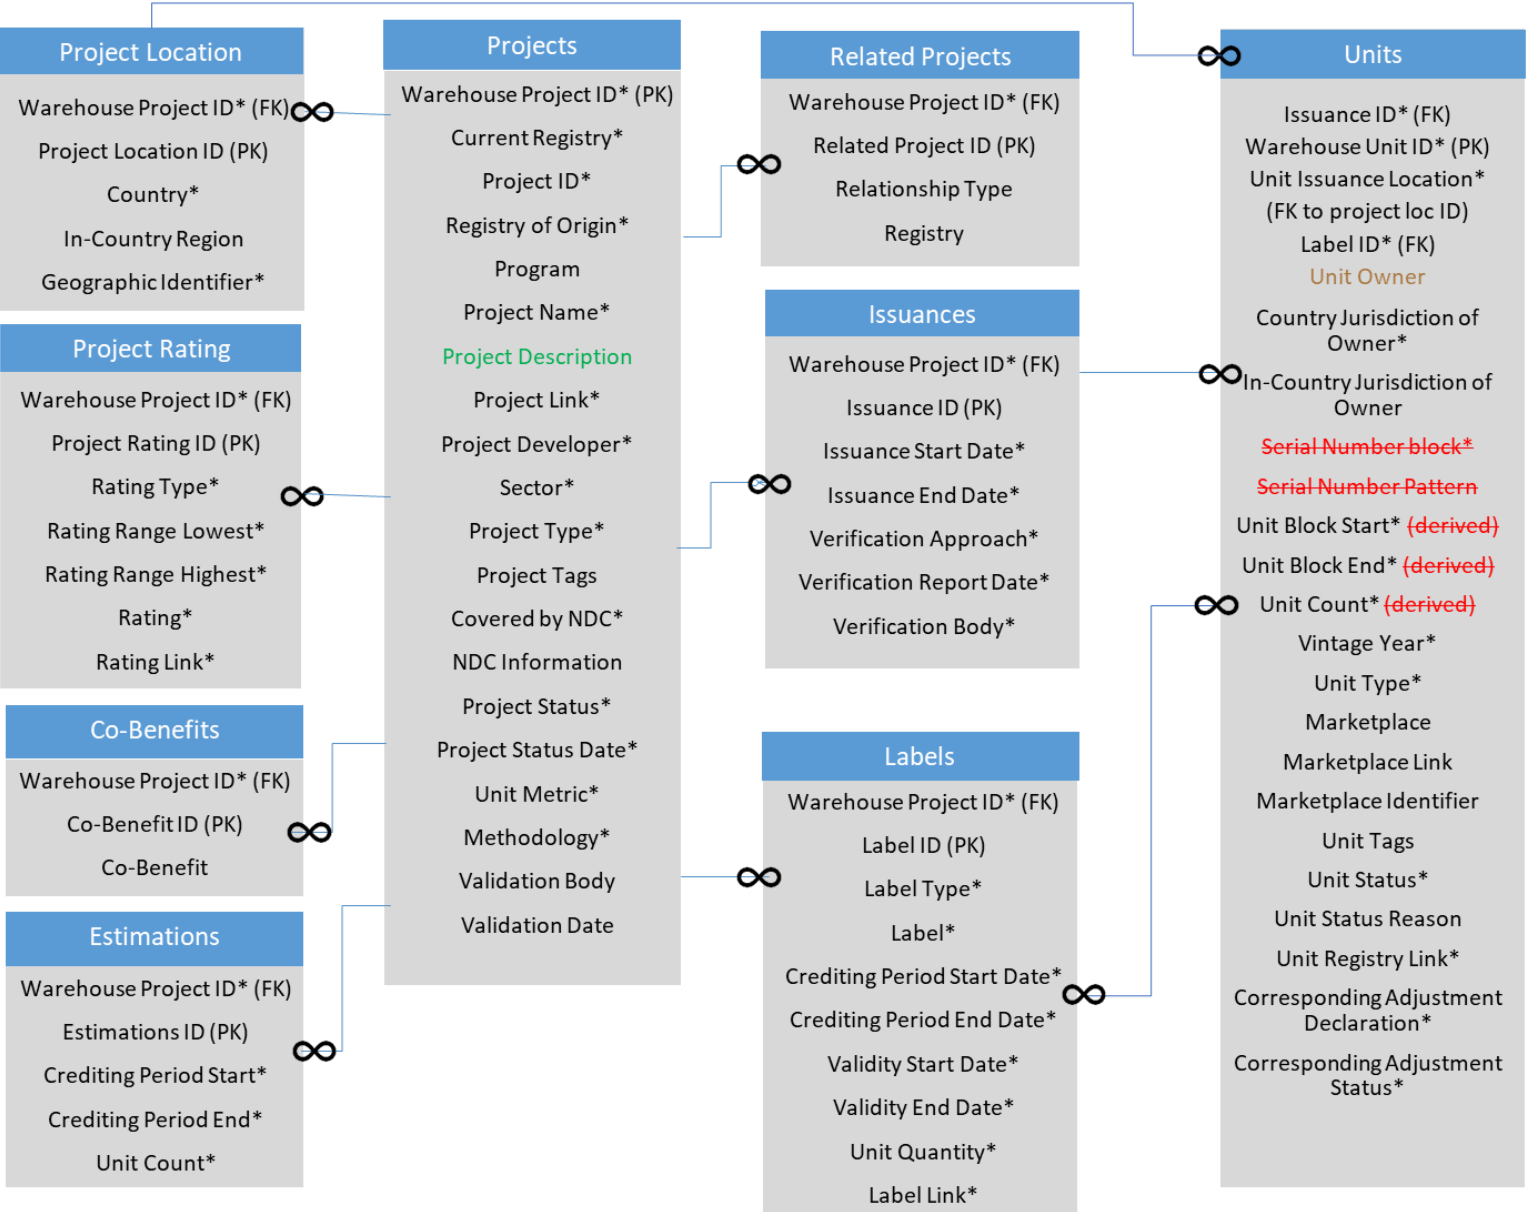 Project Location
Warehouse Project ID* (FK)
Project Location ID (PK)
Country*
In-Country Region
Geographic Identifier*
Project Rating
Warehouse Project ID* (FK)
Project Rating ID (PK)
Rating Type*
Rating Range Lowest*
Rating Range Highest*
Rating*
Rating Link*
Co-Benefits
Warehouse Project ID* (FK)
Co-Benefit ID (PK)
Co-Benefit
Estimations
Warehouse Project ID* (FK)
Estimations ID (PK)
Crediting Period Start*
Crediting Period End*
Unit Count*
Projects
Warehouse Project ID* (PK)
Current Registry*
Project ID*
Registry of Origin*
Program
Project Name*
Project Description
Project Link*
Project Developer*
Sector*
Project Type*
Project Tags
Covered by NDC*
NDC Information
Project Status*
Project Status Date*
Unit Metric*
Methodology*
Validation Body
Validation Date
Related Projects
Warehouse Project ID* (FK)
Related Project ID (PK)
Relationship Type
Registry
Issuances
Warehouse Project ID* (FK)
Issuance ID (PK)
Issuance Start Date*
Issuance End Date*
Verification Approach*
Verification Report Date*
Verification Body*
Labels
Warehouse Project ID* (FK)
Label ID (PK)
Label Type*
Label*
Crediting Period Start Date*
Crediting Period End Date*
Validity Start Date*
Validity End Date*
Unit Quantity*
Label Link*
Units
Issuance ID* (FK)
Warehouse Unit ID* (PK)
Unit Issuance Location*
(FK to project loc ID)
Label ID* (FK)
Unit Owner
Country Jurisdiction of
Owner*
In-Country Jurisdiction of
Owner
Serial Number block*
Serial Number Pattern
Unit Block Start* (derived)
Unit Block End* (derived)
Unit Count* (derived)
Vintage Year*
Unit Type*
Marketplace
Marketplace Link
Marketplace Identifier
Unit Tags
Unit Status*
Unit Status Reason
Unit Registry Link*
Corresponding Adjustment
Declaration*
Corresponding Adjustment
Status*